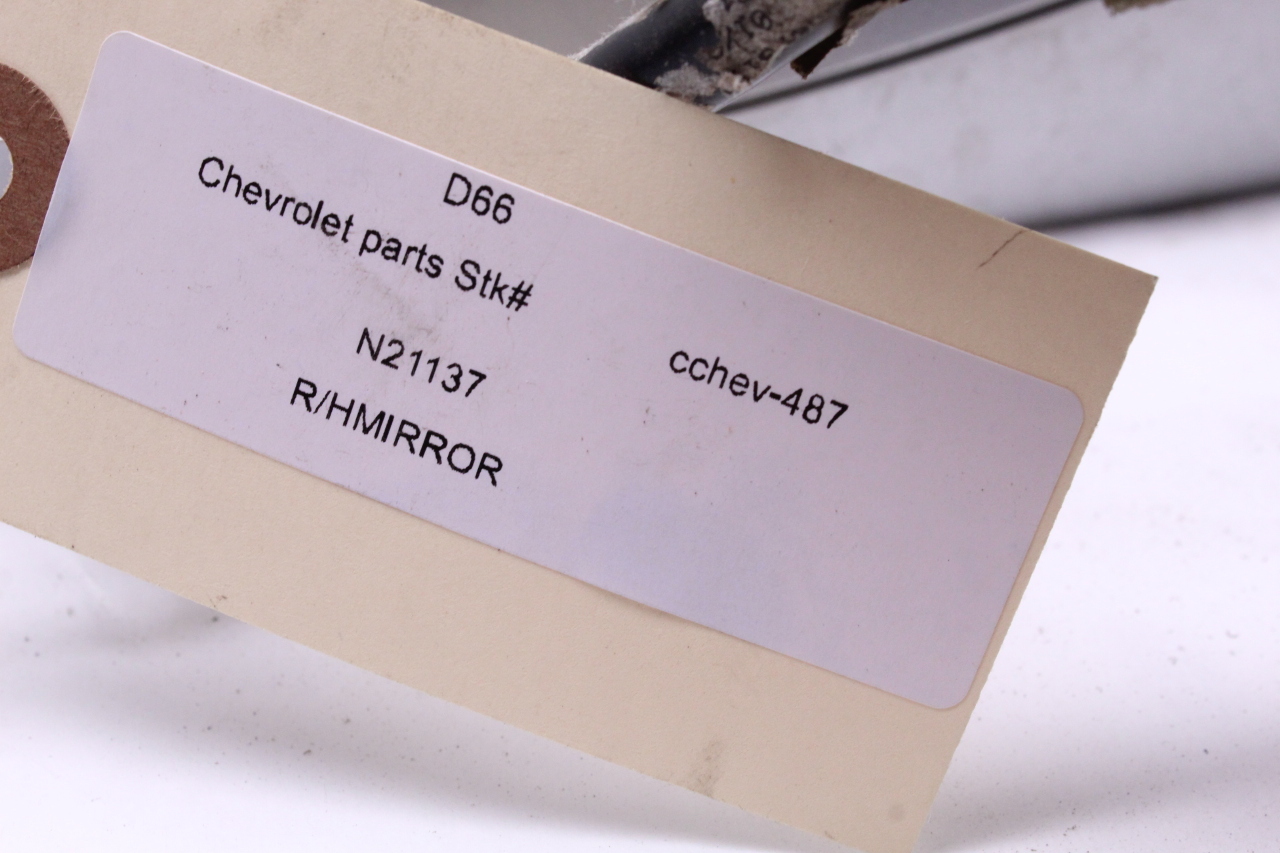 D66
Chevrolet parts Stk#
N21137
cchev-487
R/HMIRROR